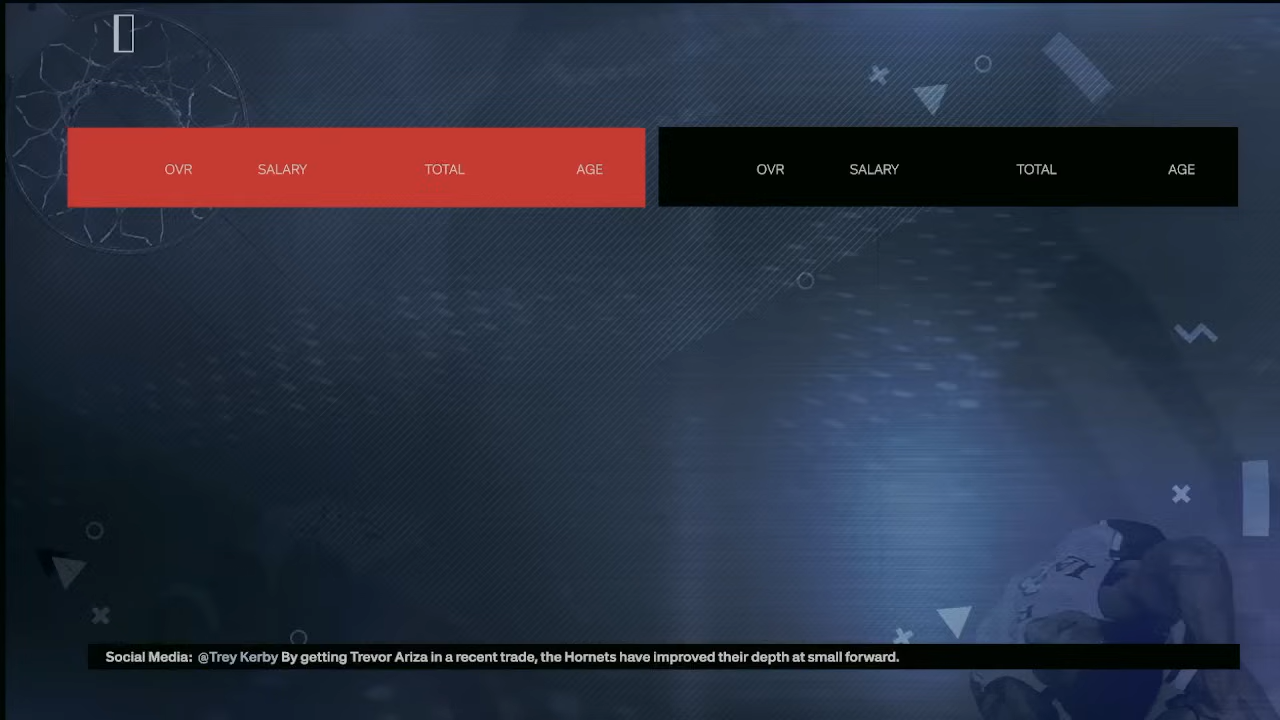 OVR SALARY TOTAL AGE OVR SALARY TOTAL AGE
Social Media: @Trey Kerby By getting Trevor Ariza in a recent trade, the Hornets have improved their depth at small forward.